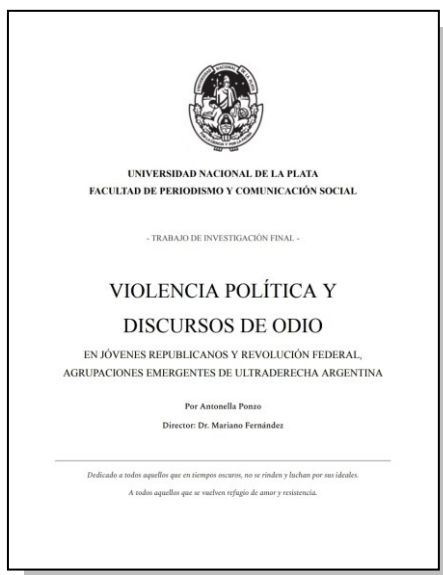 UNIVERSIDAD NACIONAL DE LA PLATA
FACULTAD DE PERIODISMO Y COMUNICACIÓN SOCIAL
- TRABAJO DE INVESTIGACIÓN FINAL -
VIOLENCIA POLÍTICA Y
DISCURSOS DE ODIO
EN JÓVENES REPUBLICANOS Y REVOLUCIÓN FEDERAL,
AGRUPACIONES EMERGENTES DE ULTRADERECHA ARGENTINA
Por Antonella Ponzo
Director: Dr. Mariano Fernández
Dedicado a todos aquellos que en tiempos oscuros, no se rinden y luchan por sus ideales.
A todos aquellos que se vuelven refugio de amor y resistencia.